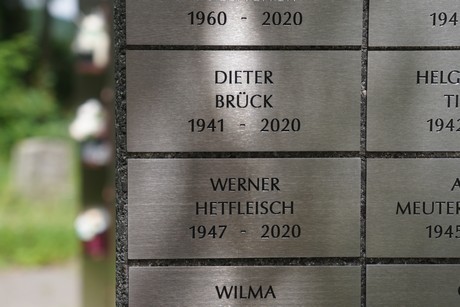 1960 - 2020
DIETER
BRÜCK
1941 - 2020
WERNER
HETFLEISCH
1947 - 2020
WILMA